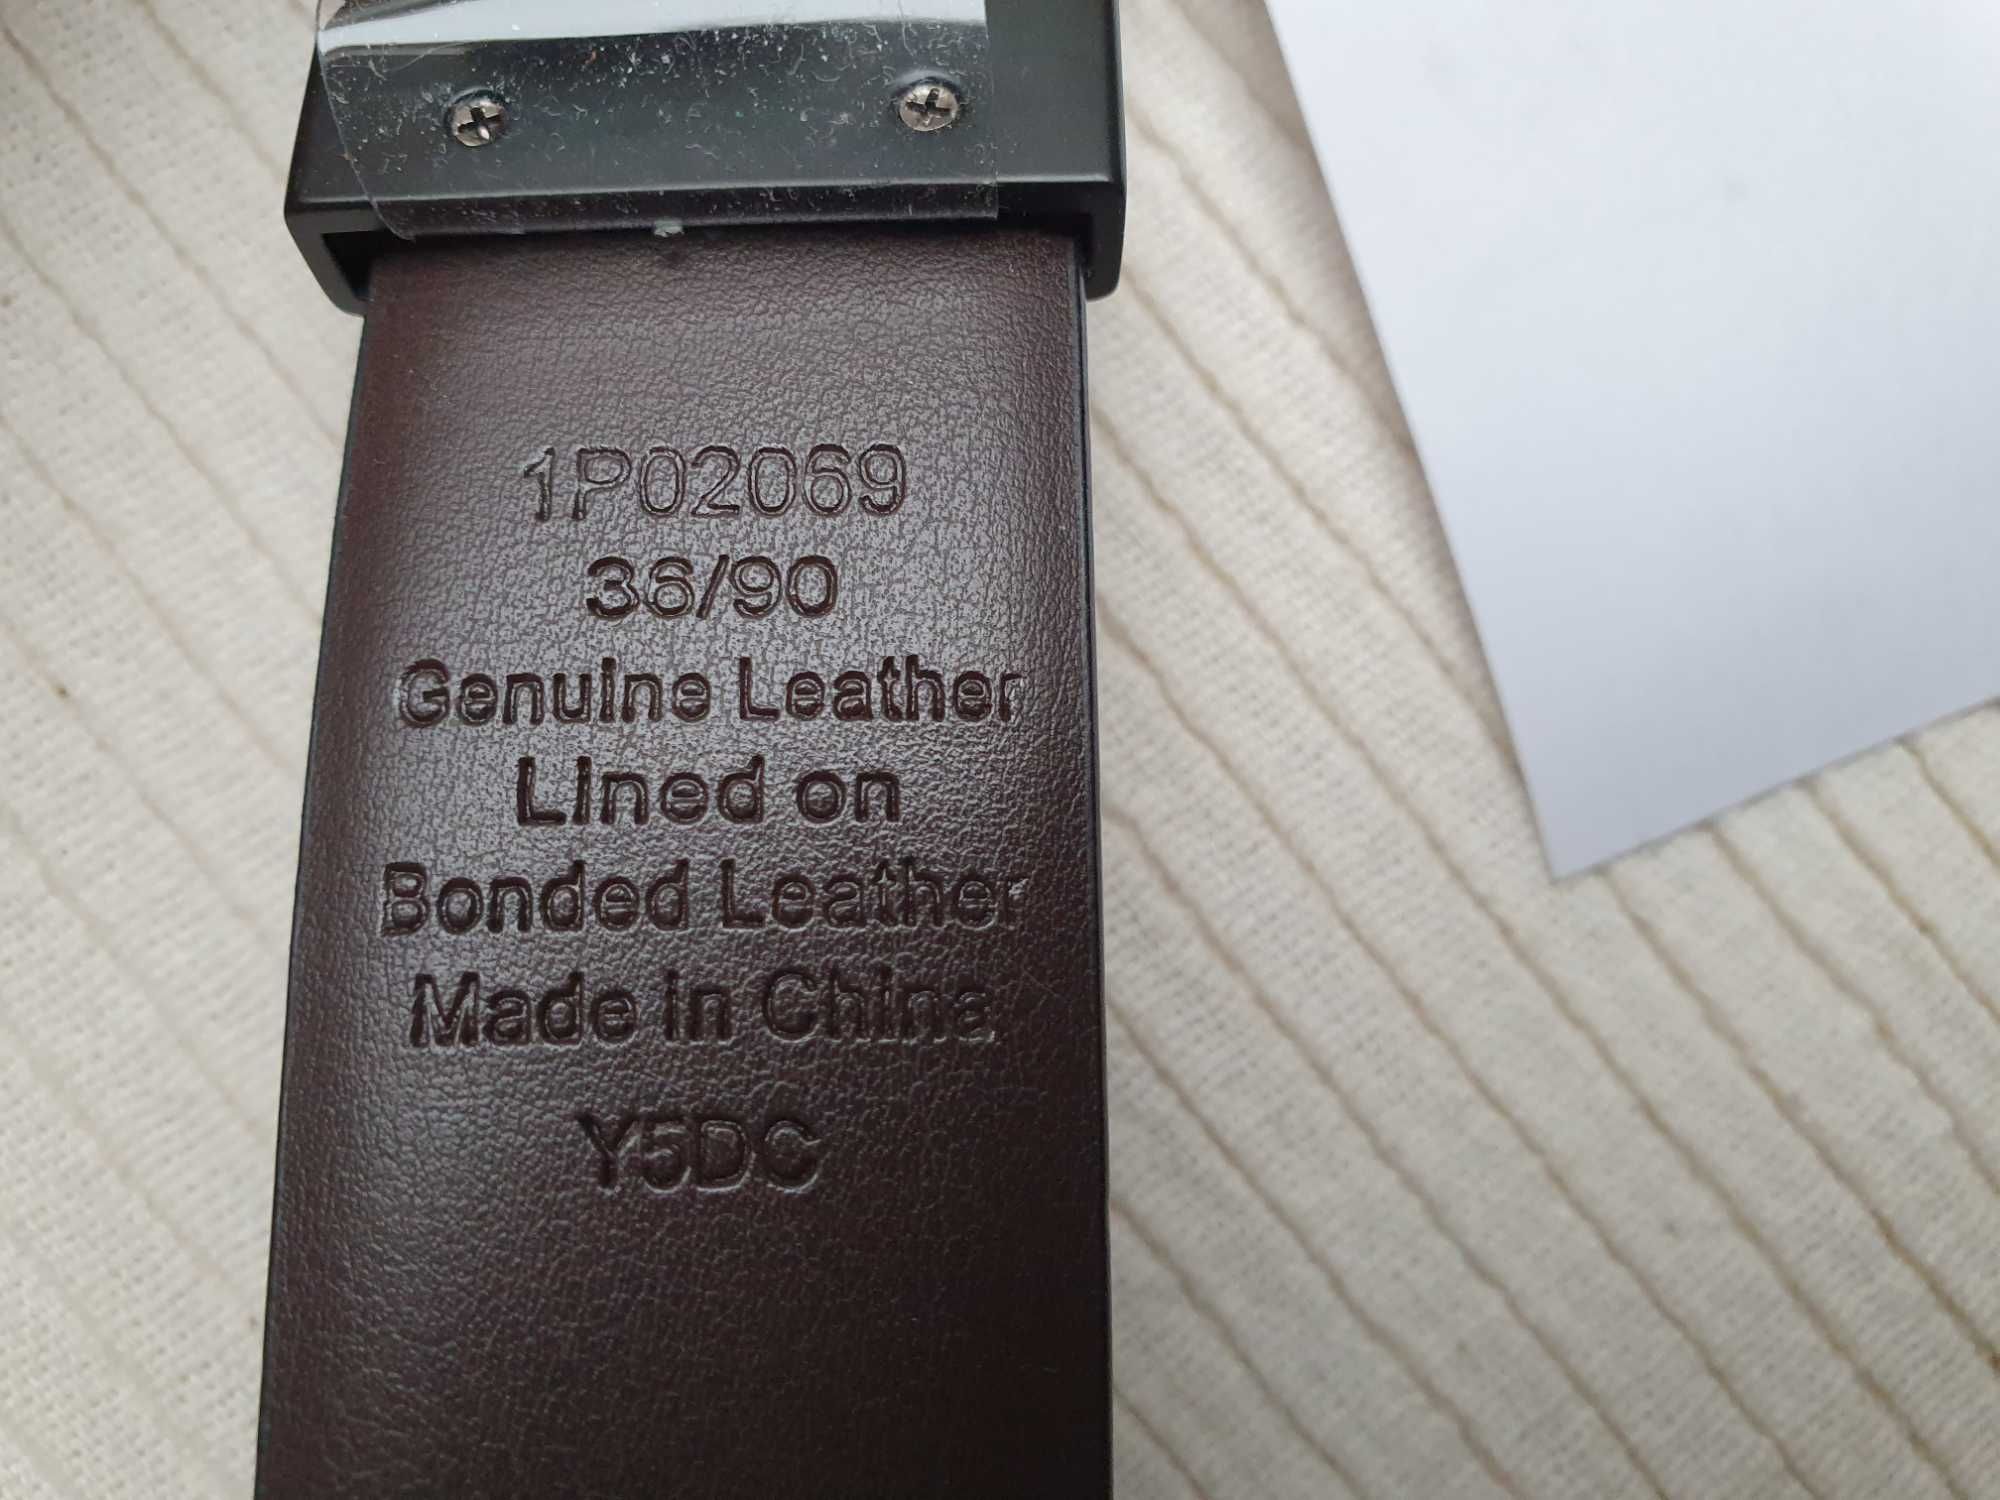 1P02069
36/90
Genuine Leather
Lined on
Bonded Leather
Made in China
Y5DC